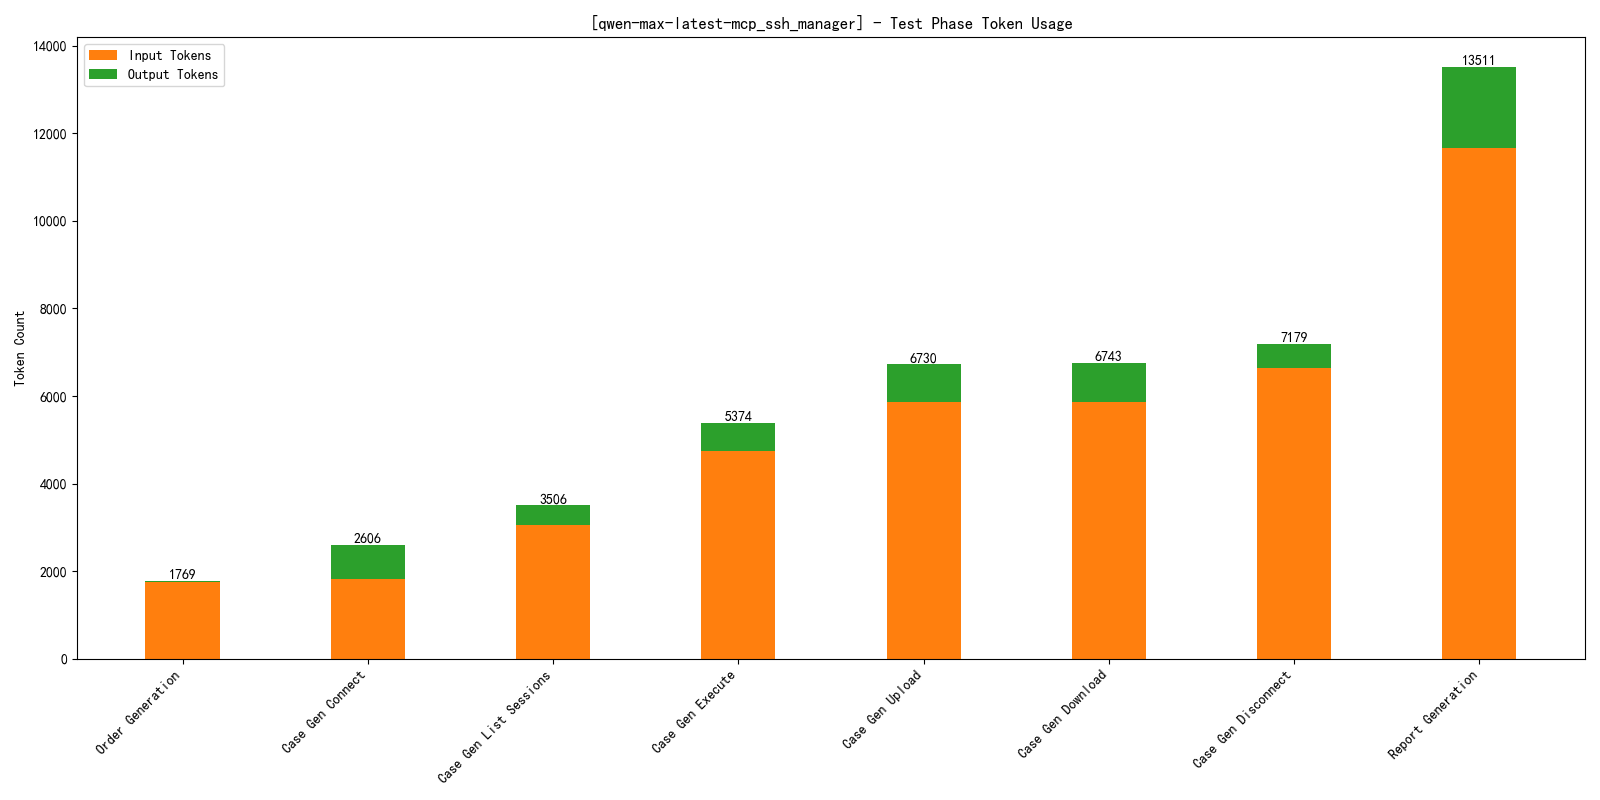 [qwen-max-latest-mcp_ssh_manager] - Test Phase Token Usage
Input Tokens
Output Tokens
Token Count
14000
12000
10000
8000
6000
4000
2000
0
1769
2606
3506
5374
6730
6743
7179
13511
Order Generation
Case Gen Connect
Case Gen List Sessions
Case Gen Execute
Case Gen Upload
Case Gen Download
Case Gen Disconnect
Report Generation